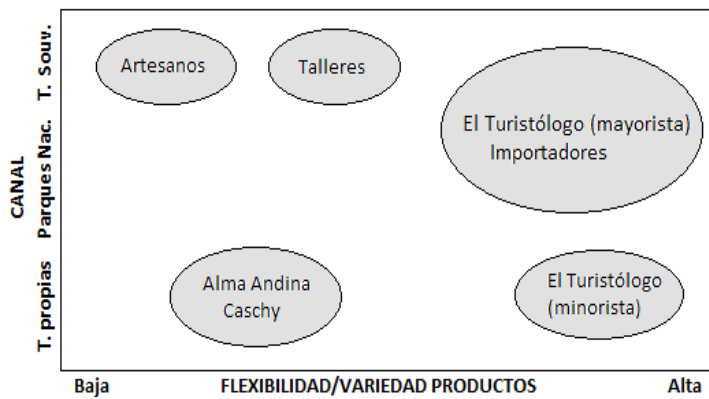 CANAL
T. Souv.
Parques Nac.
T. propias
Artesanos
Talleres
El Turistólogo (mayorista)
Importadores
Alma Andina
Caschy
El Turistólogo
(minorista)
Baja
FLEXIBILIDAD/VARIEDAD PRODUCTOS
Alta